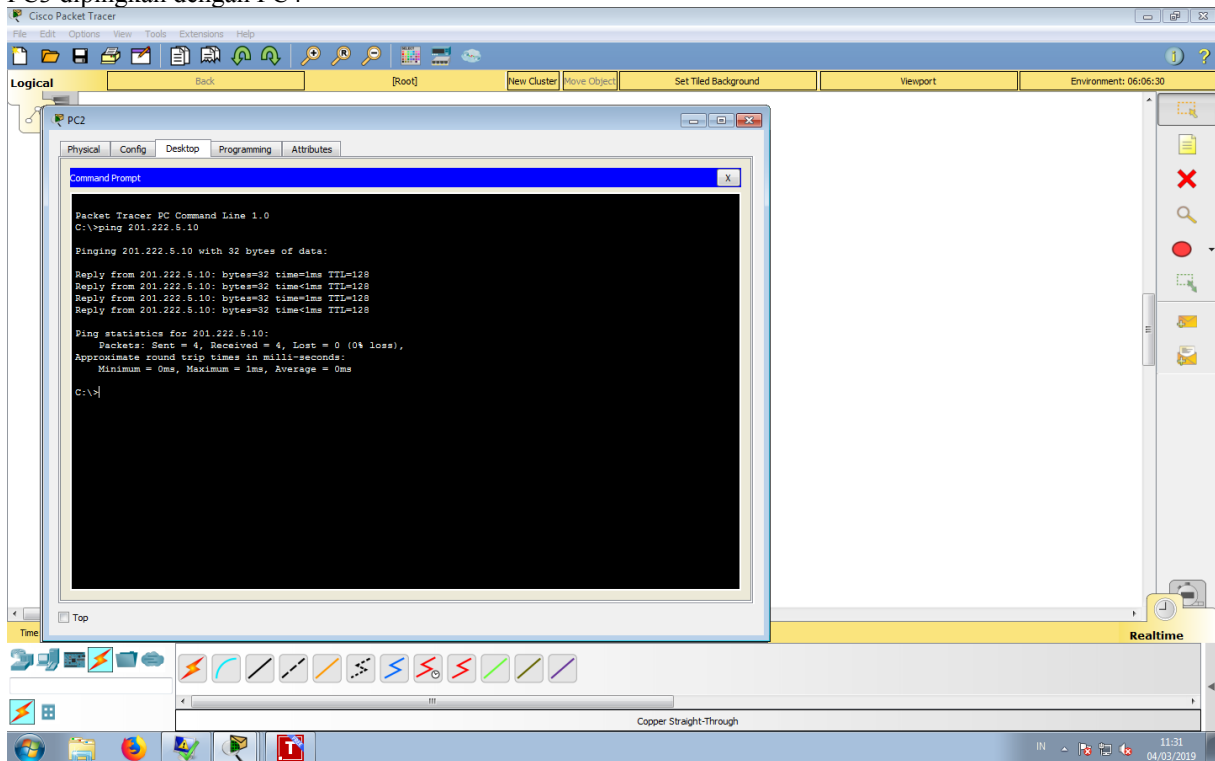 PC3 dipingkan dengan PC4
Cisco Packet Tracer
File Edit Options View Tools Extensions Help
Logical Back [Root] New Cluster Move Object Set Tiled Background Viewport Environment: 06:06:30
PC2
Physical Config Desktop Programming Attributes
Command Prompt X
Packet Tracer PC Command Line 1.0
C:\>ping 201.222.5.10
Pinging 201.222.5.10 with 32 bytes of data:
Reply from 201.222.5.10: bytes=32 time=1ms TTL=128
Reply from 201.222.5.10: bytes=32 time<1ms TTL=128
Reply from 201.222.5.10: bytes=32 time=1ms TTL=128
Reply from 201.222.5.10: bytes=32 time<1ms TTL=128
Ping statistics for 201.222.5.10:
Packets: Sent = 4, Received = 4, Lost = 0 (0% loss),
Approximate round trip times in milli-seconds:
Minimum = 0ms, Maximum = 1ms, Average = 0ms
C:\>
Top
Time
Realtime
Copper Straight-Through
IN
11:31
04/03/2019